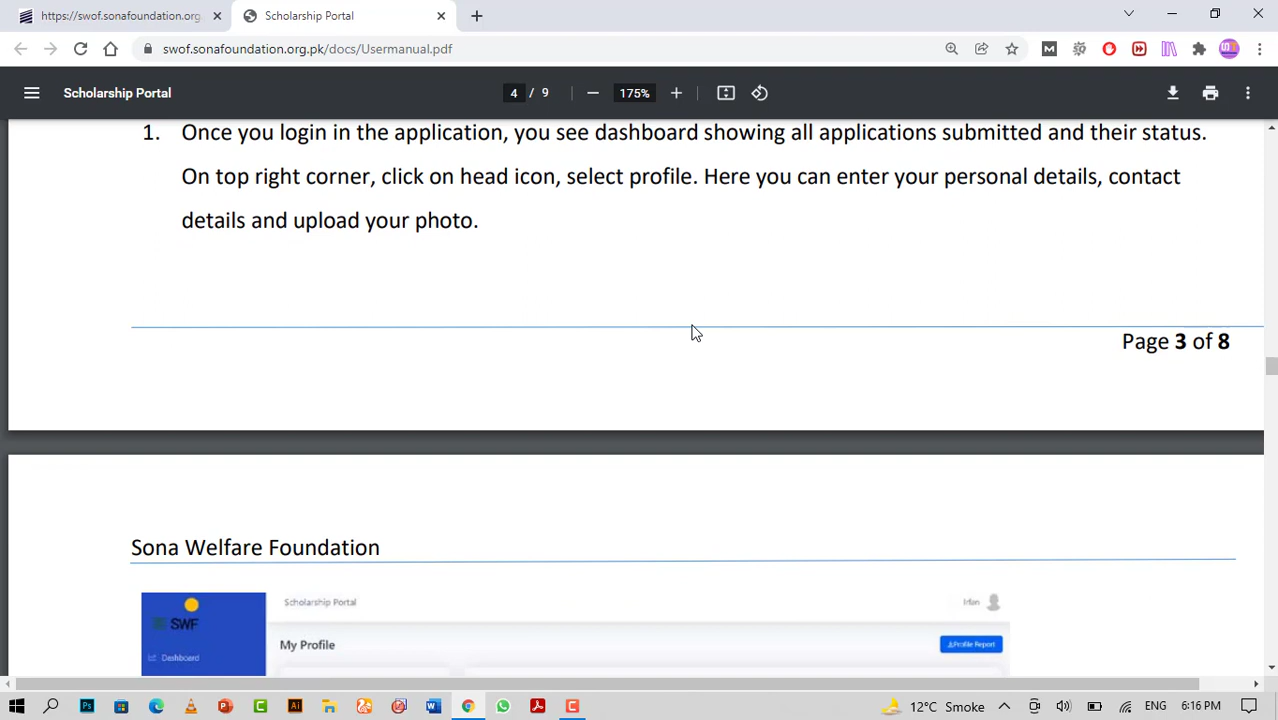 https://swof.sonafoundation.org.
Scholarship Portal
swof.sonafoundation.org.pk/docs/Usermanual.pdf
Scholarship Portal
4 / 9
175%
1. Once you login in the application, you see dashboard showing all applications submitted and their status.
On top right corner, click on head icon, select profile. Here you can enter your personal details, contact
details and upload your photo.
Page 3 of 8
Sona Welfare Foundation
SWF
Scholarship Portal
Irfan
My Profile
Profile Report
Dashboard
12°C Smoke
ENG
6:16 PM